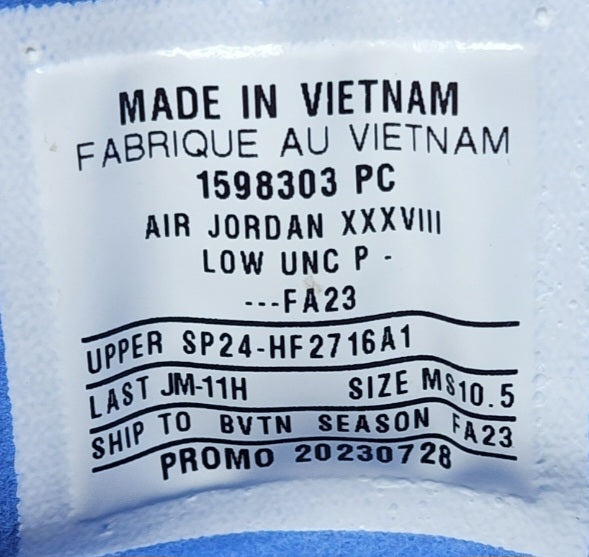 MADE IN VIETNAM
FABRIQUE AU VIETNAM
1598303 PC
AIR JORDAN XXXVIII
LOW UNC P -
---FA23
UPPER SP24-HF2716A1
LAST JM-11H SIZE MS10.5
SHIP TO BVTN SEASON FA23
PROMO 20230728